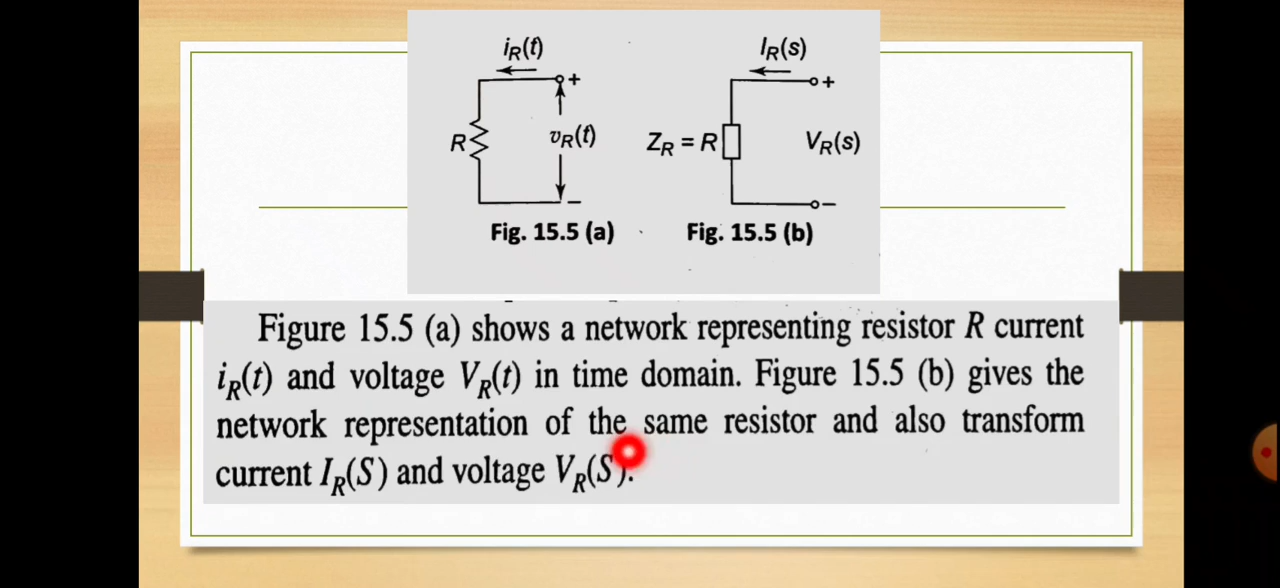 iR(t)
+
R
vR(t)
−
Fig. 15.5 (a)
IR(s)
+
ZR = R
VR(s)
−
Fig. 15.5 (b)
Figure 15.5 (a) shows a network representing resistor R current
iR(t) and voltage VR(t) in time domain. Figure 15.5 (b) gives the
network representation of the same resistor and also transform
current IR(S) and voltage VR(S).